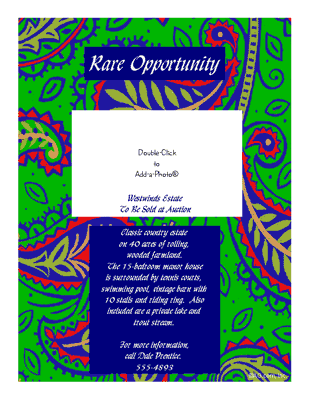 Rare Opportunity
Double-Click
to
Add-a-Photo®
Westwinds Estate
To Be Sold at Auction
Classic country estate
on 40 acres of rolling,
wooded farmland.
The 15-bedroom manor house
is surrounded by tennis courts,
swimming pool, vintage barn with
10 stalls and riding ring. Also
included are a private lake and
trout stream.
For more information,
call Dale Prentice,
555-4893